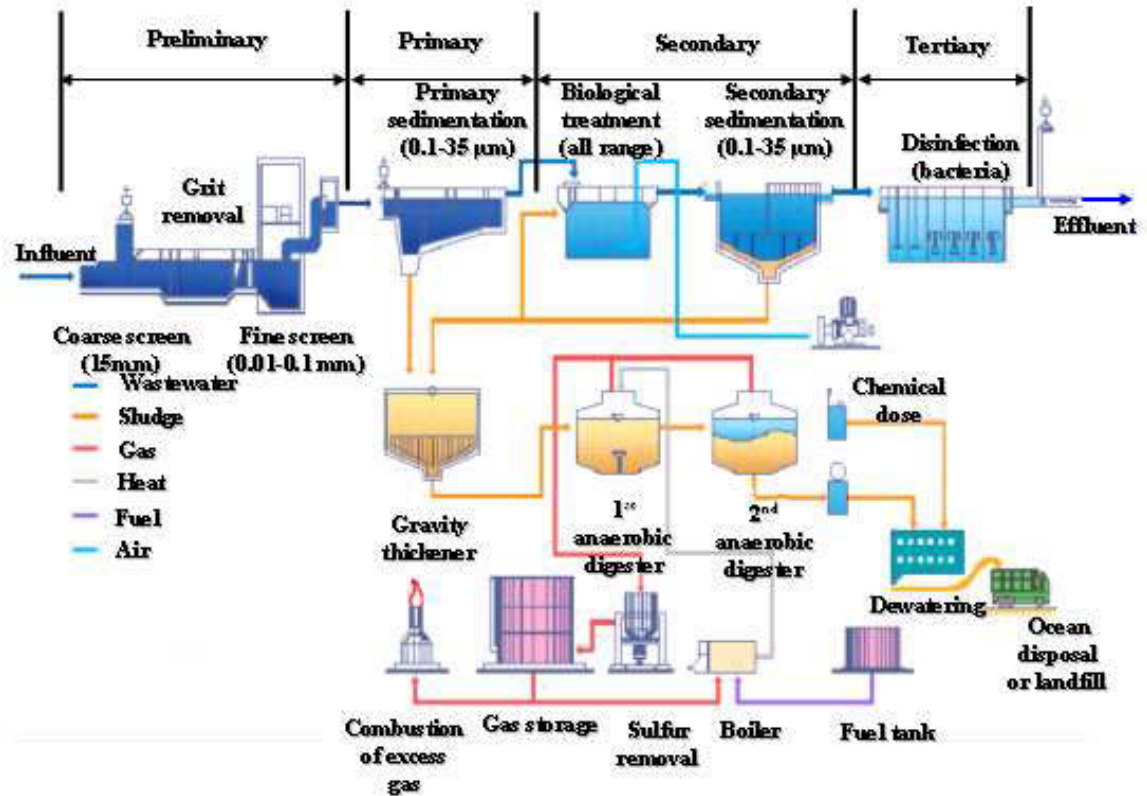 Preliminary
Primary
Secondary
Tertiary
Primary
sedimentation
(0.1-35 μm)
Biological
treatment
(all range)
Secondary
sedimentation
(0.1-35 μm)
Disinfection
(bacteria)
Grit
removal
Influent
Effluent
Coarse screen
(15mm)
Fine screen
(0.01-0.1 mm)
Wastewater
Sludge
Gas
Heat
Fuel
Air
Chemical
dose
Gravity
thickener
1st
anaerobic
digester
2nd
anaerobic
digester
Dewatering
Ocean
disposal
or landfill
Combustion
of excess
gas
Gas storage
Sulfur
removal
Boiler
Fuel tank